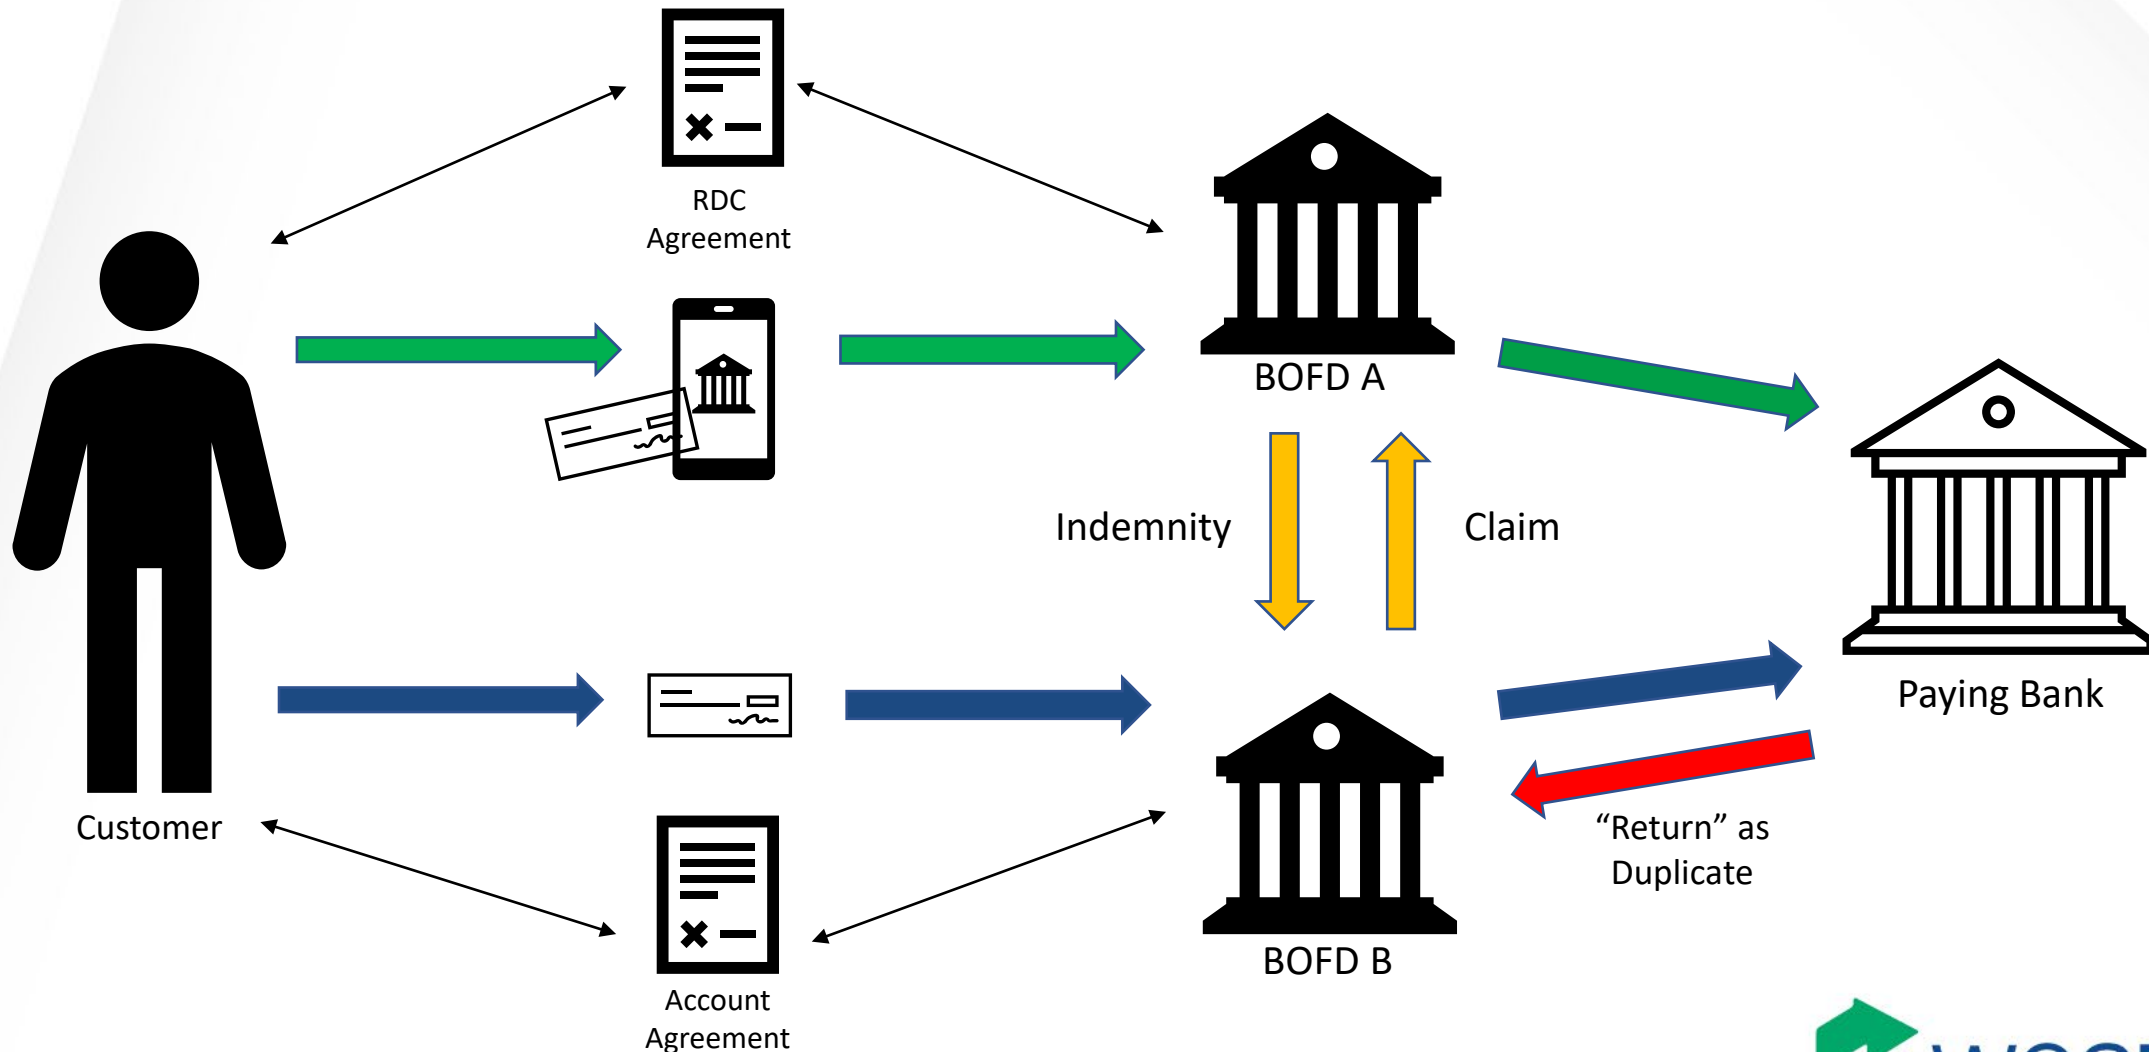 RDC
Agreement
BOFD A
Indemnity
Claim
Paying Bank
Customer
“Return” as
Duplicate
BOFD B
Account
Agreement